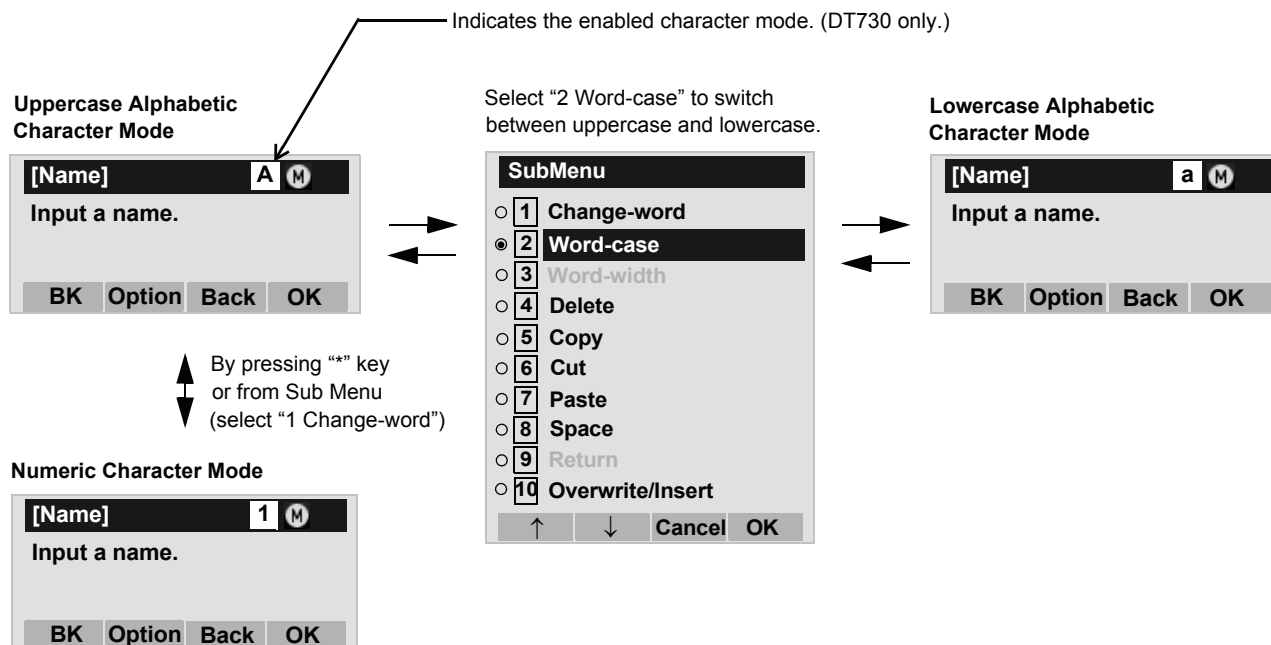 Indicates the enabled character mode. (DT730 only.)
Uppercase Alphabetic
Character Mode
[Name] A M
Input a name.
BK Option Back OK
By pressing “*” key
or from Sub Menu
(select “1 Change-word”)
Numeric Character Mode
[Name] 1 M
Input a name.
BK Option Back OK
Select “2 Word-case” to switch
between uppercase and lowercase.
SubMenu
1 Change-word
2 Word-case
3 Word-width
4 Delete
5 Copy
6 Cut
7 Paste
8 Space
9 Return
10 Overwrite/Insert
↑ ↓ Cancel OK
Lowercase Alphabetic
Character Mode
[Name] a M
Input a name.
BK Option Back OK